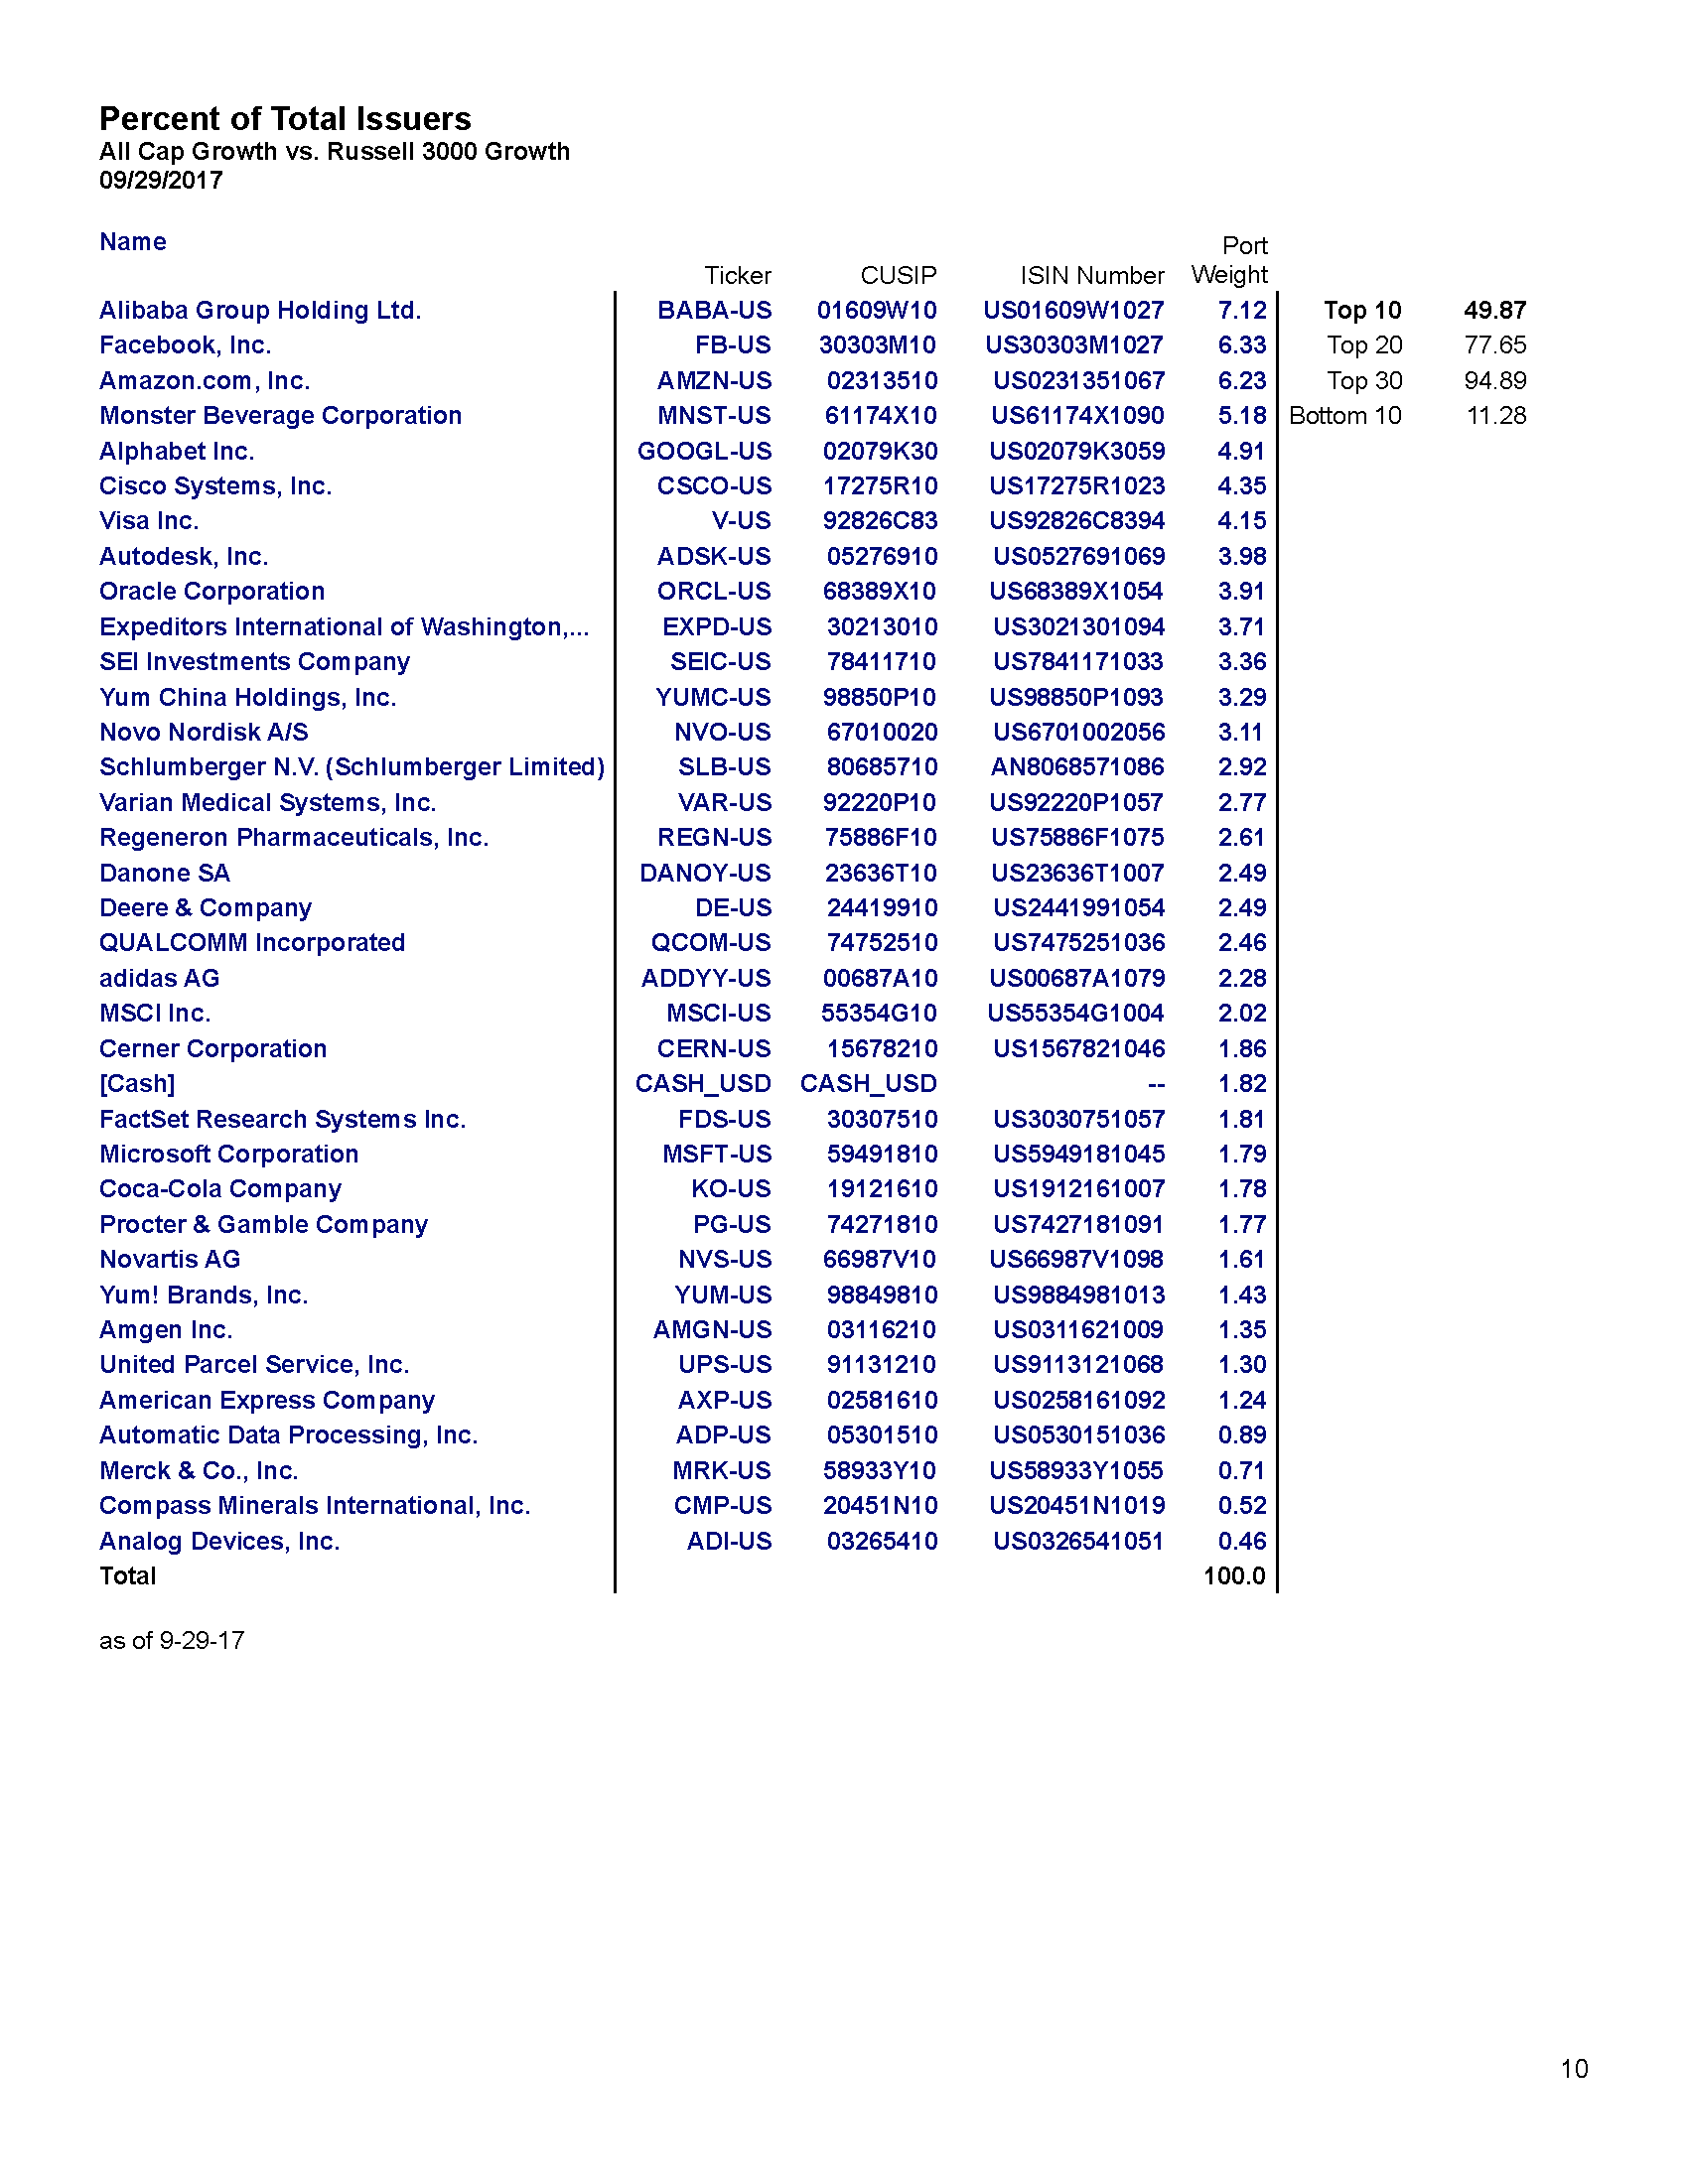 Percent of Total Issuers
All Cap Growth vs. Russell 3000 Growth
09/29/2017
Name Ticker CUSIP ISIN Number Port Weight
Alibaba Group Holding Ltd. BABA-US 01609W10 US01609W1027 7.12 Top 10 49.87
Facebook, Inc. FB-US 30303M10 US30303M1027 6.33 Top 20 77.65
Amazon.com, Inc. AMZN-US 02313510 US0231351067 6.23 Top 30 94.89
Monster Beverage Corporation MNST-US 61174X10 US61174X1090 5.18 Bottom 10 11.28
Alphabet Inc. GOOGL-US 02079K30 US02079K3059 4.91
Cisco Systems, Inc. CSCO-US 17275R10 US17275R1023 4.35
Visa Inc. V-US 92826C83 US92826C8394 4.15
Autodesk, Inc. ADSK-US 05276910 US0527691069 3.98
Oracle Corporation ORCL-US 68389X10 US68389X1054 3.91
Expeditors International of Washington,... EXPD-US 30213010 US3021301094 3.71
SEI Investments Company SEIC-US 78411710 US7841171033 3.36
Yum China Holdings, Inc. YUMC-US 98850P10 US98850P1093 3.29
Novo Nordisk A/S NVO-US 67010020 US6701002056 3.11
Schlumberger N.V. (Schlumberger Limited) SLB-US 80685710 AN8068571086 2.92
Varian Medical Systems, Inc. VAR-US 92220P10 US92220P1057 2.77
Regeneron Pharmaceuticals, Inc. REGN-US 75886F10 US75886F1075 2.61
Danone SA DANOY-US 23636T10 US23636T1007 2.49
Deere & Company DE-US 24419910 US2441991054 2.49
QUALCOMM Incorporated QCOM-US 74752510 US7475251036 2.46
adidas AG ADDYY-US 00687A10 US00687A1079 2.28
MSCI Inc. MSCI-US 55354G10 US55354G1004 2.02
Cerner Corporation CERN-US 15678210 US1567821046 1.86
[Cash] CASH_USD CASH_USD -- 1.82
FactSet Research Systems Inc. FDS-US 30307510 US3030751057 1.81
Microsoft Corporation MSFT-US 59491810 US5949181045 1.79
Coca-Cola Company KO-US 19121610 US1912161007 1.78
Procter & Gamble Company PG-US 74271810 US7427181091 1.77
Novartis AG NVS-US 66987V10 US66987V1098 1.61
Yum! Brands, Inc. YUM-US 98849810 US9884981013 1.43
Amgen Inc. AMGN-US 03116210 US0311621009 1.35
United Parcel Service, Inc. UPS-US 91131210 US9113121068 1.30
American Express Company AXP-US 02581610 US0258161092 1.24
Automatic Data Processing, Inc. ADP-US 05301510 US0530151036 0.89
Merck & Co., Inc. MRK-US 58933Y10 US58933Y1055 0.71
Compass Minerals International, Inc. CMP-US 20451N10 US20451N1019 0.52
Analog Devices, Inc. ADI-US 03265410 US0326541051 0.46
Total 100.0
as of 9-29-17
10